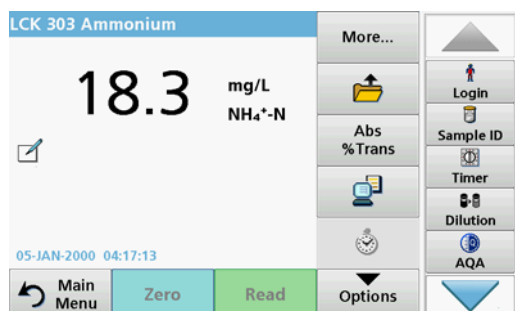 LCK 303 Ammonium
18.3 mg/L
NH₄⁺-N
05-JAN-2000 04:17:13
Main
Menu
Zero
Read
More...
Abs
%Trans
Options
Login
Sample ID
Timer
Dilution
AQA